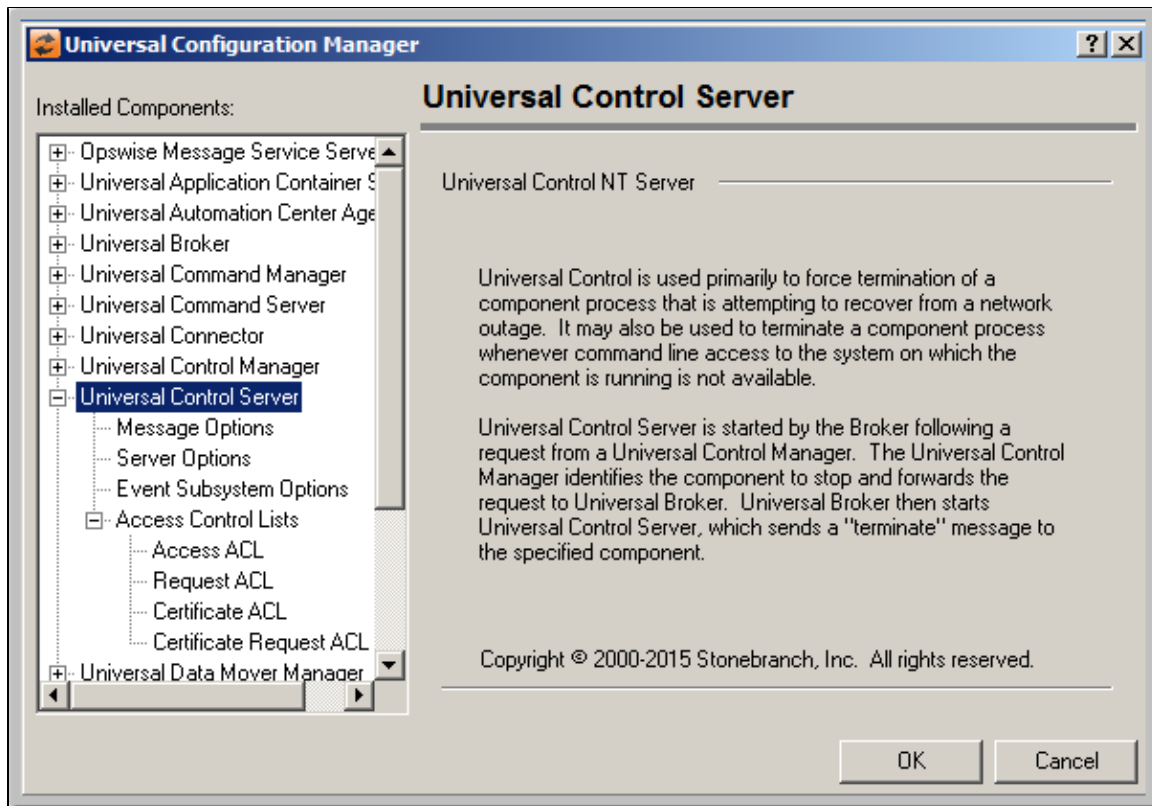 Universal Configuration Manager
Installed Components:
Opswise Message Service Serve
Universal Application Container S
Universal Automation Center Age
Universal Broker
Universal Command Manager
Universal Command Server
Universal Connector
Universal Control Manager
Universal Control Server
Message Options
Server Options
Event Subsystem Options
Access Control Lists
Access ACL
Request ACL
Certificate ACL
Certificate Request ACL
Universal Data Mover Manager
Universal Control Server
Universal Control NT Server
Universal Control is used primarily to force termination of a
component process that is attempting to recover from a network
outage. It may also be used to terminate a component process
whenever command line access to the system on which the
component is running is not available.
Universal Control Server is started by the Broker following a
request from a Universal Control Manager. The Universal Control
Manager identifies the component to stop and forwards the
request to Universal Broker. Universal Broker then starts
Universal Control Server, which sends a "terminate" message to
the specified component.
Copyright © 2000-2015 Stonebranch, Inc. All rights reserved.
OK
Cancel